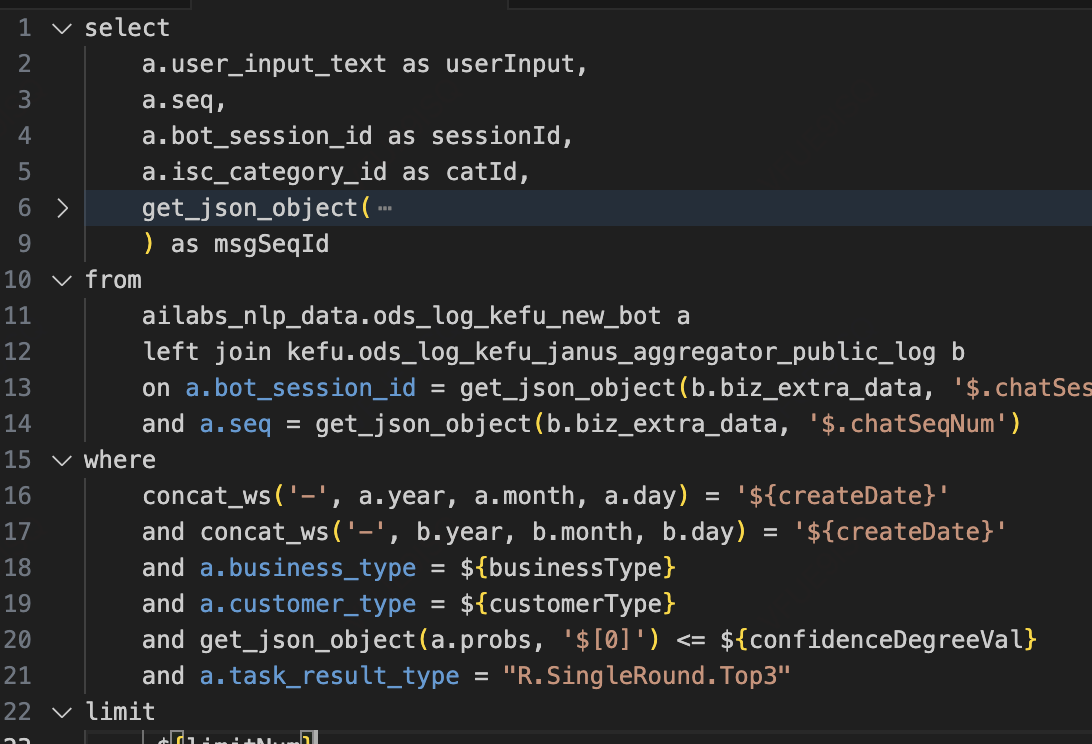 1 select
2 a.user_input_text as userInput,
3 a.seq,
4 a.bot_session_id as sessionId,
5 a.isc_category_id as catId,
6 get_json_object( ⋯
9 ) as msgSeqId
10 from
11 ailabs_nlp_data.ods_log_kefu_new_bot a
12 left join kefu.ods_log_kefu_janus_aggregator_public_log b
13 on a.bot_session_id = get_json_object(b.biz_extra_data, '$.chatSes
14 and a.seq = get_json_object(b.biz_extra_data, '$.chatSeqNum')
15 where
16 concat_ws('-', a.year, a.month, a.day) = '${createDate}'
17 and concat_ws('-', b.year, b.month, b.day) = '${createDate}'
18 and a.business_type = ${businessType}
19 and a.customer_type = ${customerType}
20 and get_json_object(a.probs, '$[0]') <= ${confidenceDegreeVal}
21 and a.task_result_type = "R.SingleRound.Top3"
22 limit
23 ${limitNum}